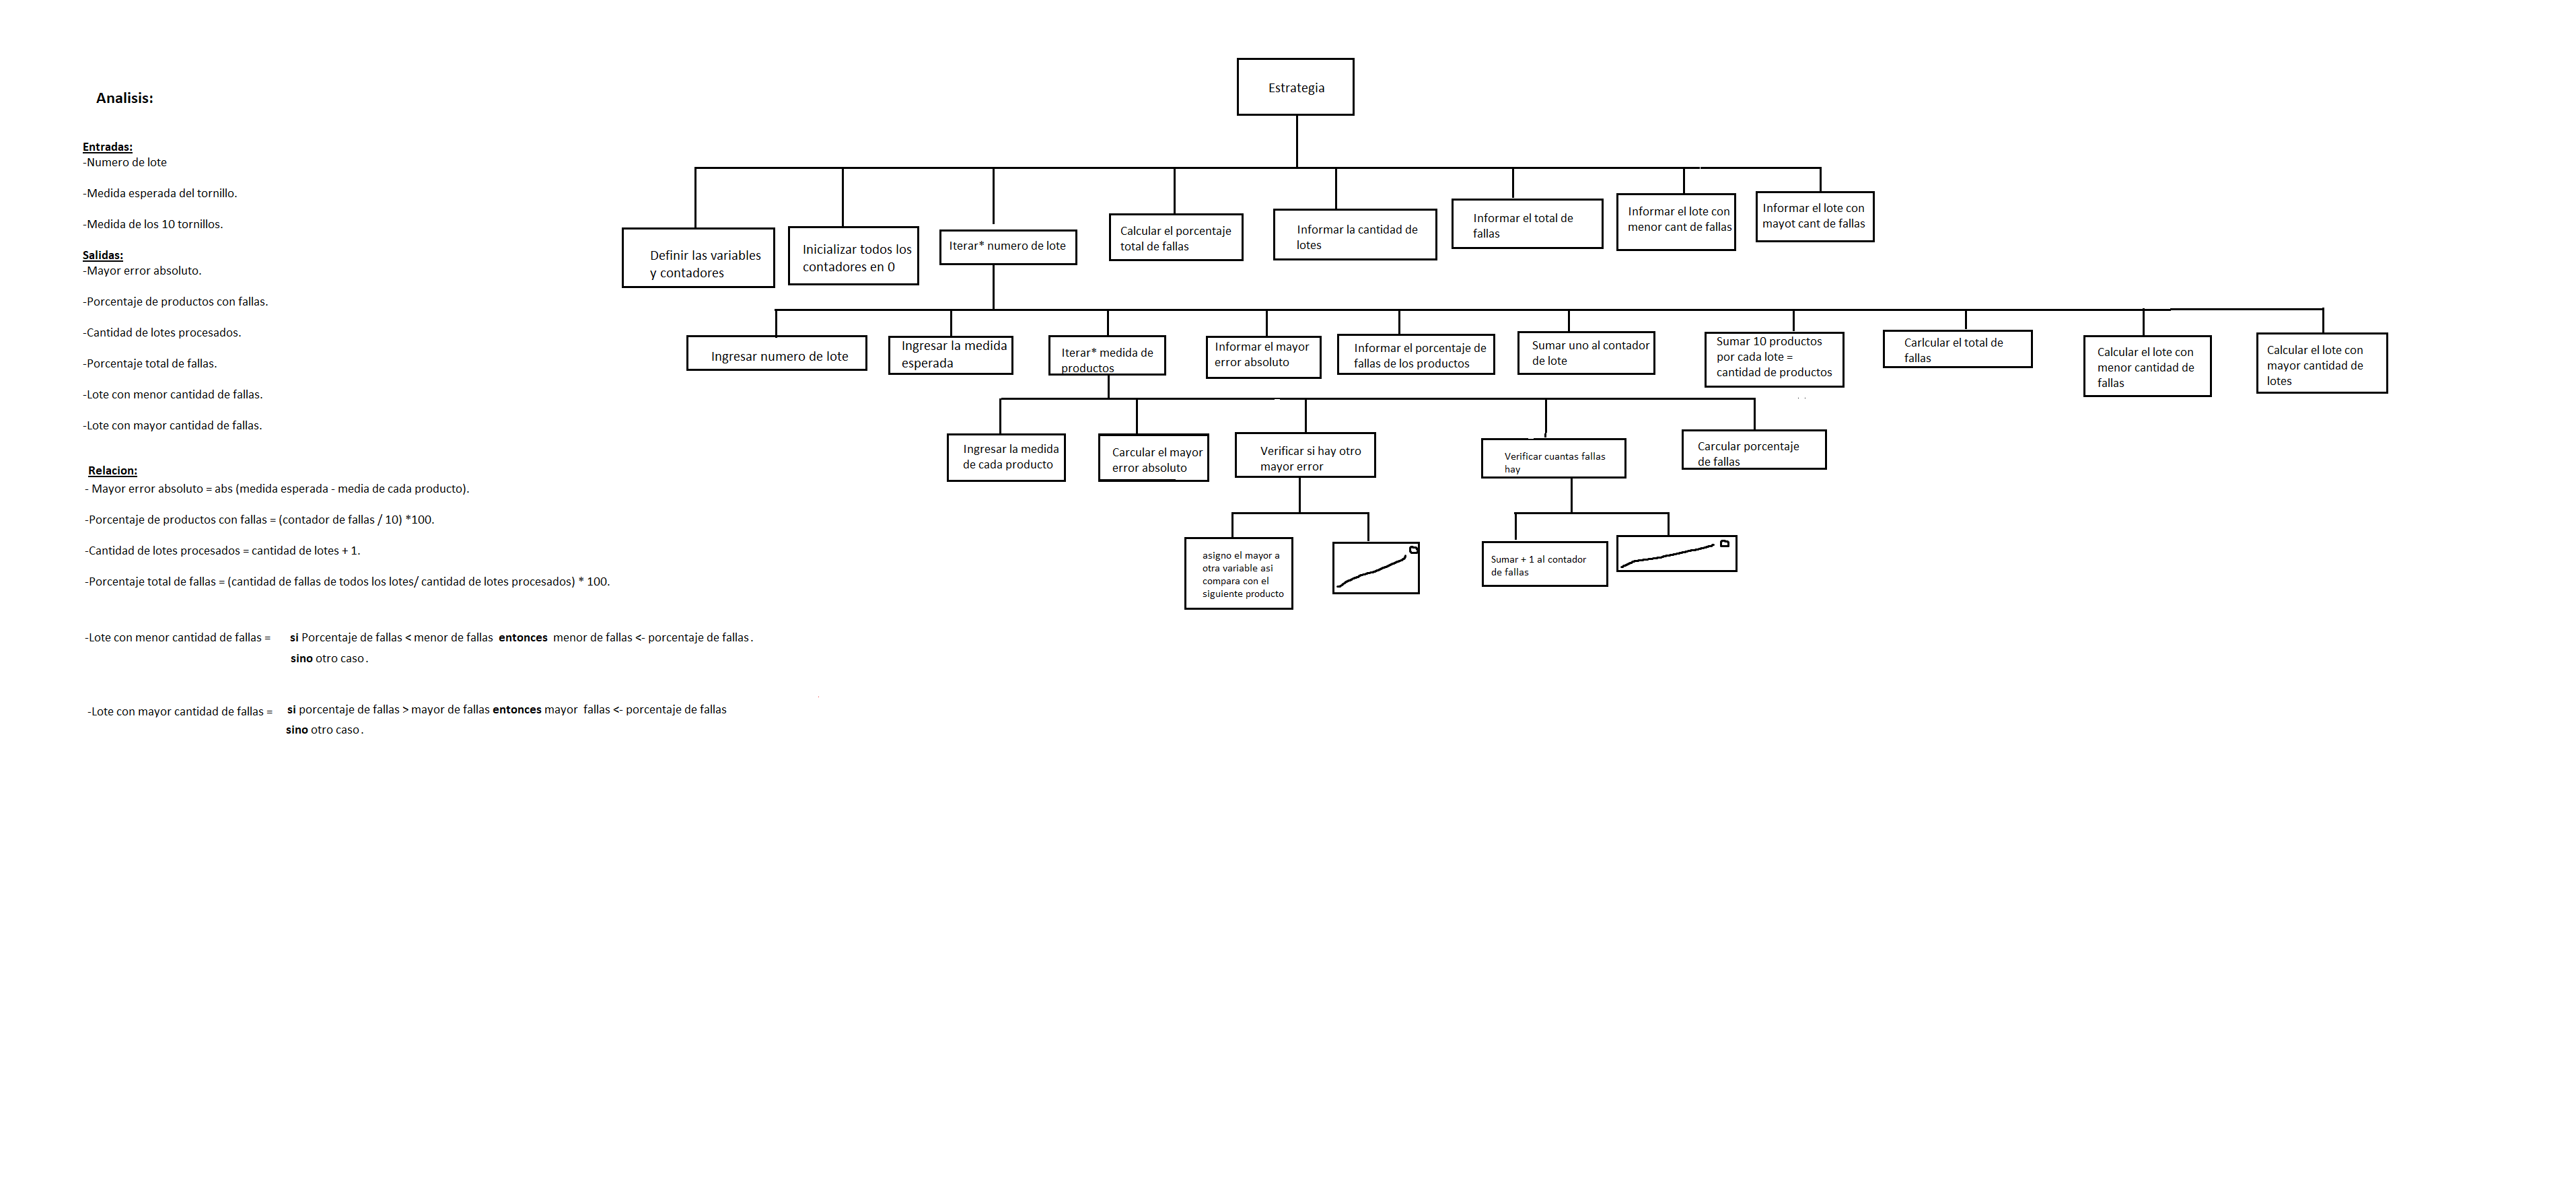 Analisis:
Entradas:
-Numero de lote
-Medida esperada del tornillo.
-Medida de los 10 tornillos.
Salidas:
-Mayor error absoluto.
-Porcentaje de productos con fallas.
-Cantidad de lotes procesados.
-Porcentaje total de fallas.
-Lote con menor cantidad de fallas.
-Lote con mayor cantidad de fallas.
Relacion:
- Mayor error absoluto = abs (medida esperada - media de cada producto).
-Porcentaje de productos con fallas = (contador de fallas / 10) *100.
-Cantidad de lotes procesados = cantidad de lotes + 1.
-Porcentaje total de fallas = (cantidad de fallas de todos los lotes/ cantidad de lotes procesados) * 100.
-Lote con menor cantidad de fallas = si Porcentaje de fallas < menor de fallas entonces menor de fallas <- porcentaje de fallas.
sino otro caso.
-Lote con mayor cantidad de fallas = si porcentaje de fallas > mayor de fallas entonces mayor fallas <- porcentaje de fallas
sino otro caso.
Estrategia
Definir las variables
y contadores
Inicializar todos los
contadores en 0
Iterar* numero de lote
Calcular el porcentaje
total de fallas
Informar la cantidad de
lotes
Informar el total de
fallas
Informar el lote con
menor cant de fallas
Informar el lote con
mayot cant de fallas
Ingresar numero de lote
Ingresar la medida
esperada
Iterar* medida de
productos
Informar el mayor
error absoluto
Informar el porcentaje de
fallas de los productos
Sumar uno al contador
de lote
Sumar 10 productos
por cada lote =
cantidad de productos
Carlcular el total de
fallas
Calcular el lote con
menor cantidad de
fallas
Calcular el lote con
mayor cantidad de
lotes
Ingresar la medida
de cada producto
Carcular el mayor
error absoluto
Verificar si hay otro
mayor error
Verificar cuantas fallas
hay
Carcular porcentaje
de fallas
asigno el mayor a
otra variable asi
compara con el
siguiente producto
Sumar + 1 al contador
de fallas